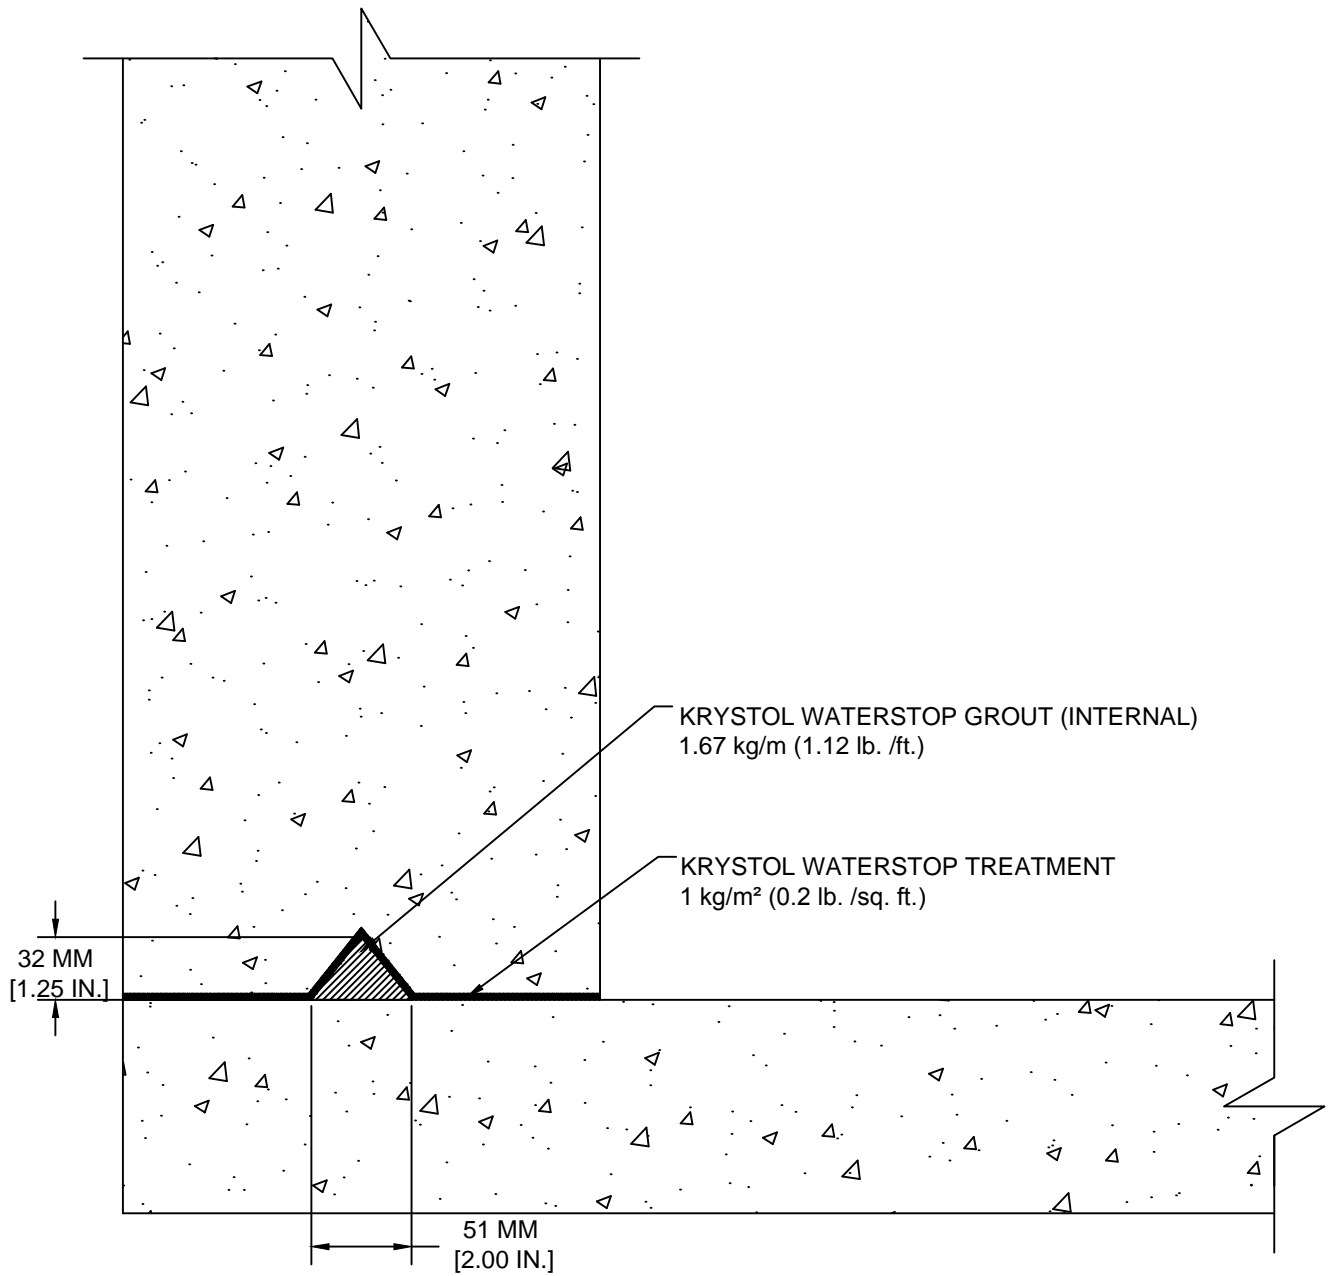 KRYSTOL WATERSTOP GROUT (INTERNAL)
1.67 kg/m (1.12 lb. /ft.)
KRYSTOL WATERSTOP TREATMENT
1 kg/m² (0.2 lb. /sq. ft.)
32 MM
[1.25 IN.]
51 MM
[2.00 IN.]